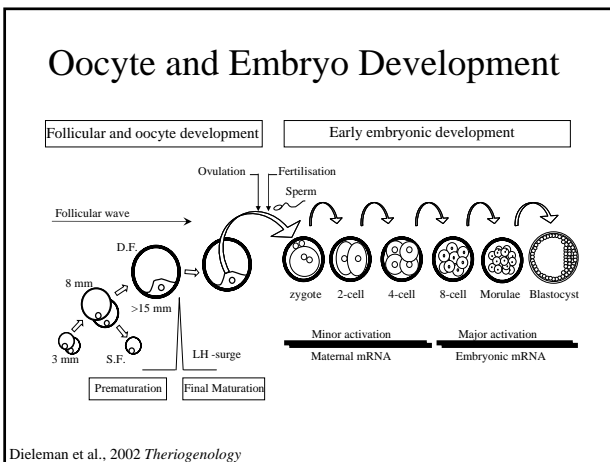 Oocyte and Embryo Development
Follicular and oocyte development
Early embryonic development
Ovulation
Fertilisation
Sperm
Follicular wave
D.F.
8 mm
>15 mm
3 mm
S.F.
LH -surge
Prematuration
Final Maturation
zygote
2-cell
4-cell
8-cell
Morulae
Blastocyst
Minor activation
Major activation
Maternal mRNA
Embryonic mRNA
Dieleman et al., 2002 Theriogenology